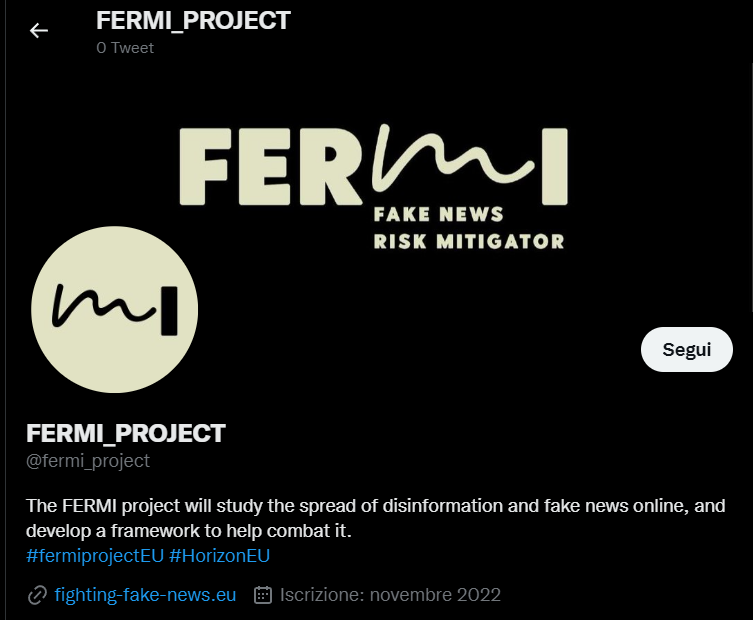 FERMI_PROJECT
0 Tweet
FERmI
FAKE NEWS
RISK MITIGATOR
mI
Segui
FERMI_PROJECT
@fermi_project
The FERMI project will study the spread of disinformation and fake news online, and
develop a framework to help combat it.
#fermiprojectEU #HorizonEU
fighting-fake-news.eu Iscrizione: novembre 2022